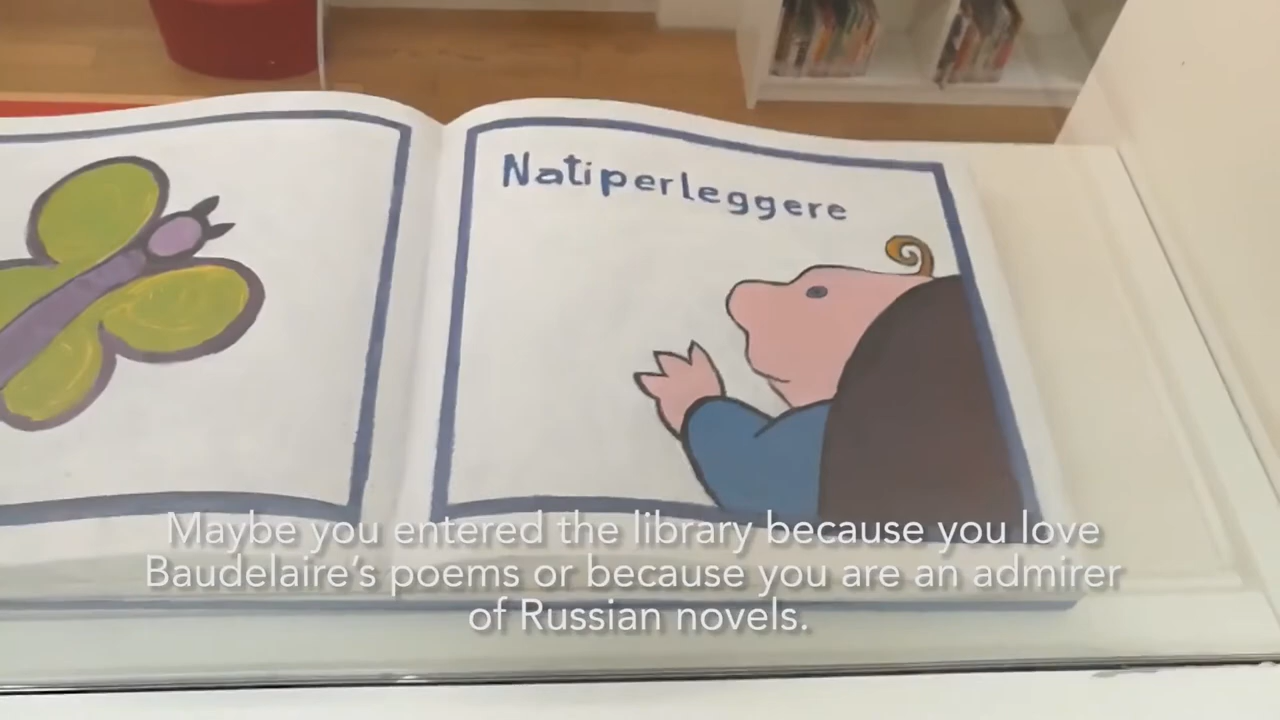 Natiperleggere
Maybe you entered the library because you love
Baudelaire's poems or because you are an admirer
of Russian novels.